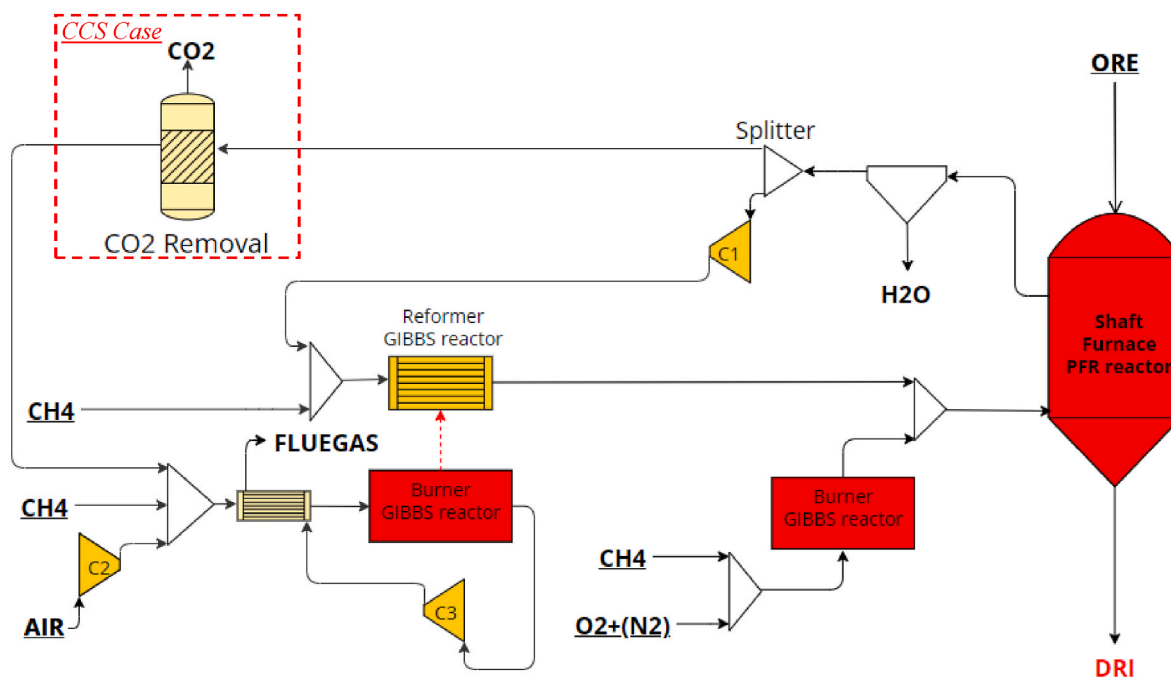 CCS Case
CO2
CO2 Removal
Splitter
ORE
C1
H2O
Shaft
Furnace
PFR reactor
Reformer
GIBBS reactor
CH4
FLUEGAS
CH4
Burner
GIBBS reactor
Burner
GIBBS reactor
C2
AIR
C3
CH4
O2+(N2)
DRI